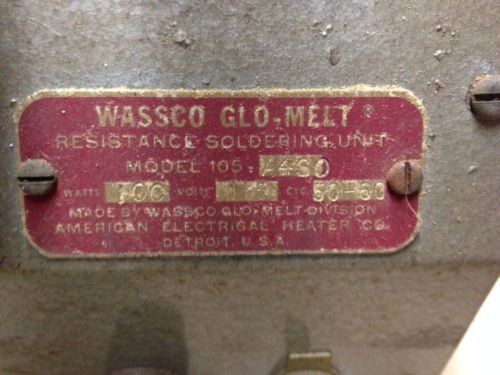 WASSCO GLO-MELT ®
RESISTANCE SOLDERING UNIT
MODEL 105-
WATTS 700 VOLTS CYC. 50-60
MADE BY WASSCO GLO-MELT DIVISION
AMERICAN ELECTRICAL HEATER CO.
DETROIT, U.S.A.